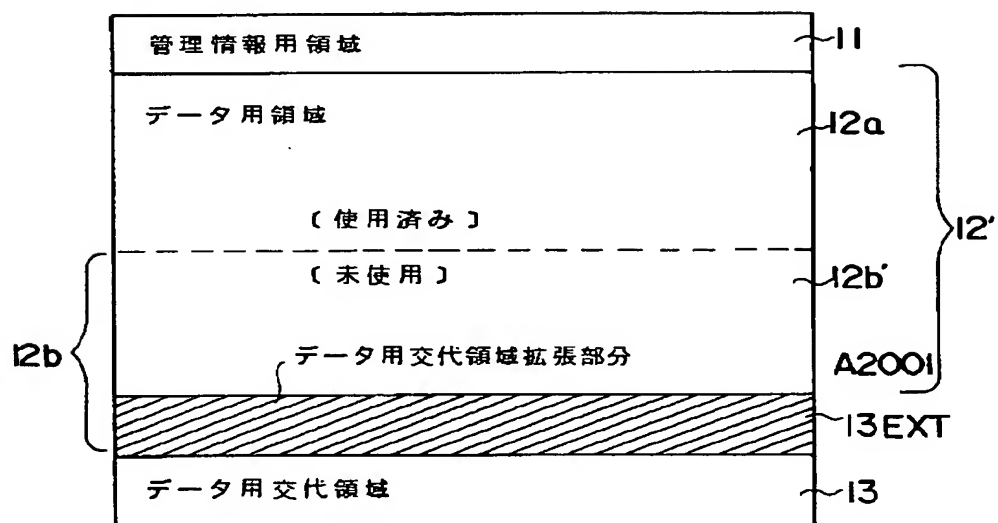 管理情報用領域
11
データ用領域
12a
〔使用済み〕
12'
〔未使用〕
12b'
12b
データ用交代領域拡張部分
A2001
13EXT
データ用交代領域
13